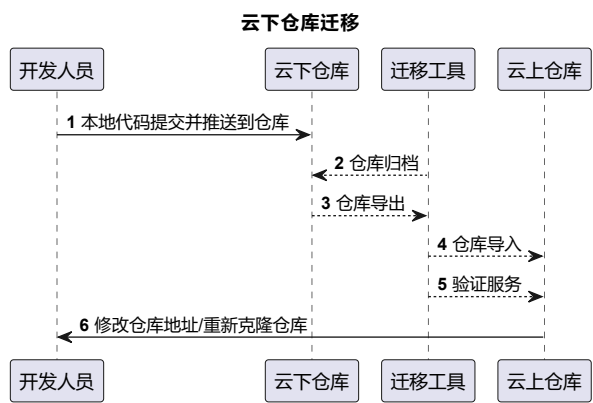 云下仓库迁移
开发人员 云下仓库 迁移工具 云上仓库
1 本地代码提交并推送到仓库
2 仓库归档
3 仓库导出
4 仓库导入
5 验证服务
6 修改仓库地址/重新克隆仓库
开发人员 云下仓库 迁移工具 云上仓库